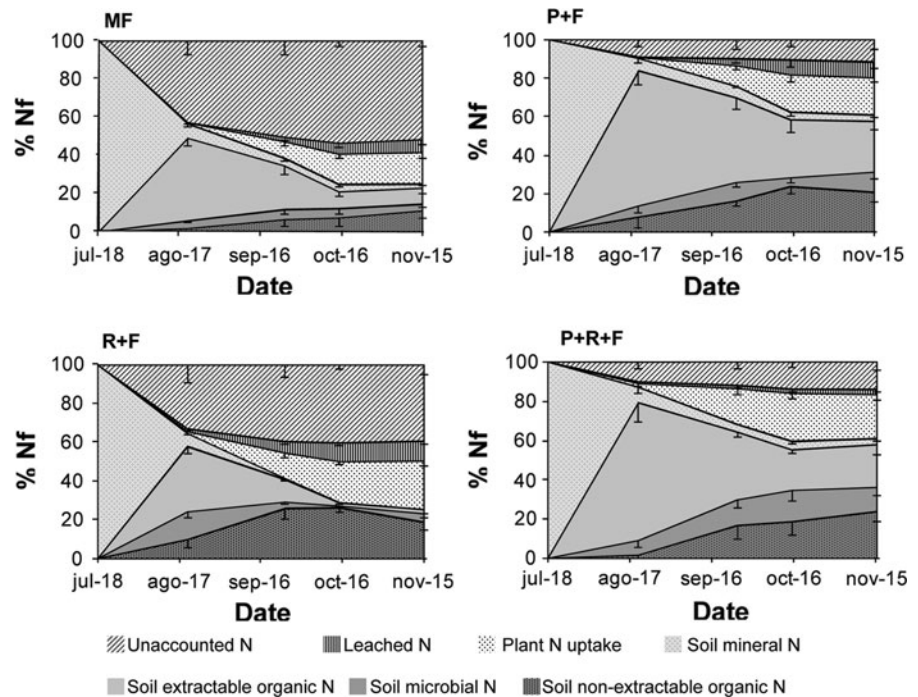 MF
100
80
60
40
20
0
% Nf
jul-18 ago-17 sep-16 oct-16 nov-15
Date
P+F
100
80
60
40
20
0
% Nf
jul-18 ago-17 sep-16 oct-16 nov-15
Date
R+F
100
80
60
40
20
0
% Nf
jul-18 ago-17 sep-16 oct-16 nov-15
Date
P+R+F
100
80
60
40
20
0
% Nf
jul-18 ago-17 sep-16 oct-16 nov-15
Date
Unaccounted N Leached N Plant N uptake Soil mineral N
Soil extractable organic N Soil microbial N Soil non-extractable organic N